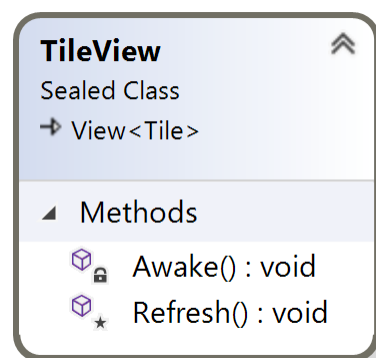 TileView
Sealed Class
View<Tile>
Methods
Awake() : void
Refresh() : void